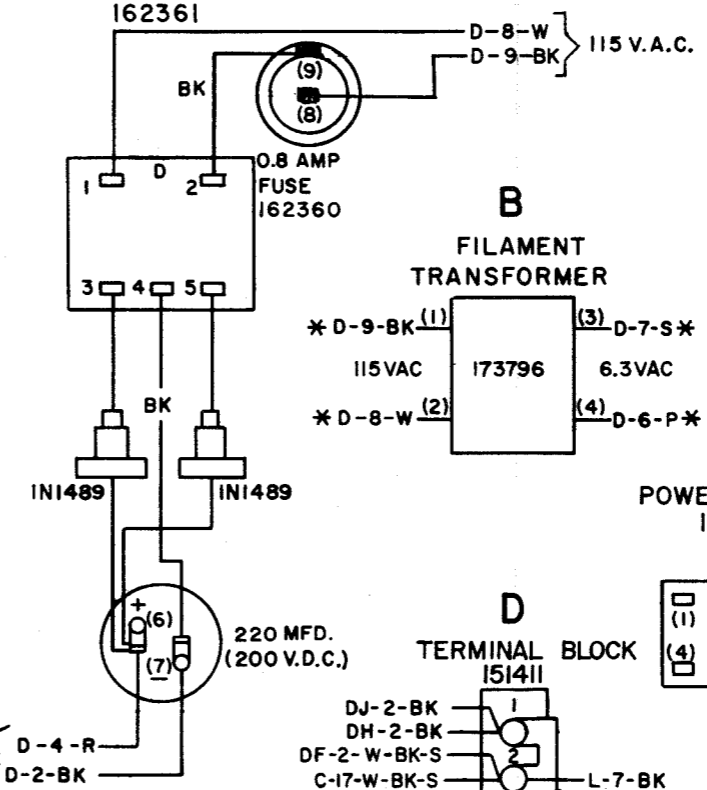 162361
D-8-W
D-9-BK
115 V.A.C.
BK
(9)
(8)
0.8 AMP
FUSE
162360
D
1
2
3
4
5
BK
1N1489
1N1489
+
(6)
(7)
–
220 MFD.
(200 V.D.C.)
D-4-R
D-2-BK
B
FILAMENT
TRANSFORMER
* D-9-BK (1)
(3) D-7-S *
115VAC
173796
6.3VAC
* D-8-W (2)
(4) D-6-P *
POWE
1
(1)
(4)
D
TERMINAL BLOCK
151411
DJ-2-BK
1
DH-2-BK
DF-2-W-BK-S
2
C-17-W-BK-S
L-7-BK